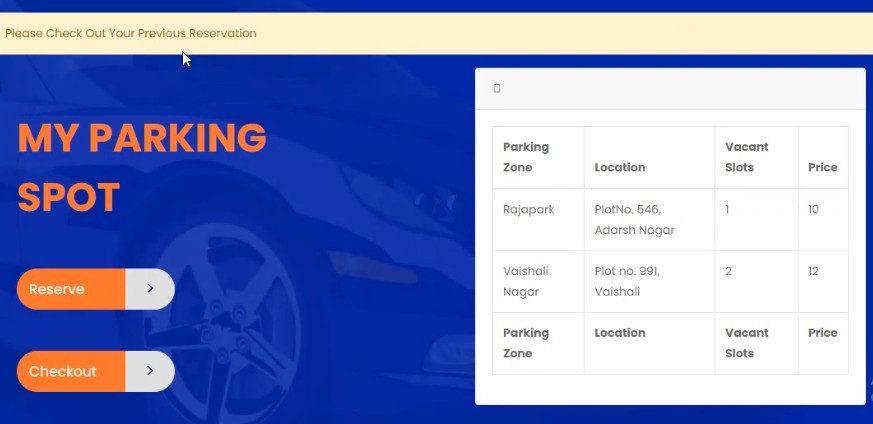 Please Check Out Your Previous Reservation
MY PARKING
SPOT
Reserve
Checkout
Parking Zone Location Vacant Slots Price
Rajapark PlotNo. 546, Adarsh Nagar 1 10
Vaishali Nagar Plot no. 991, Vaishali 2 12
Parking Zone Location Vacant Slots Price